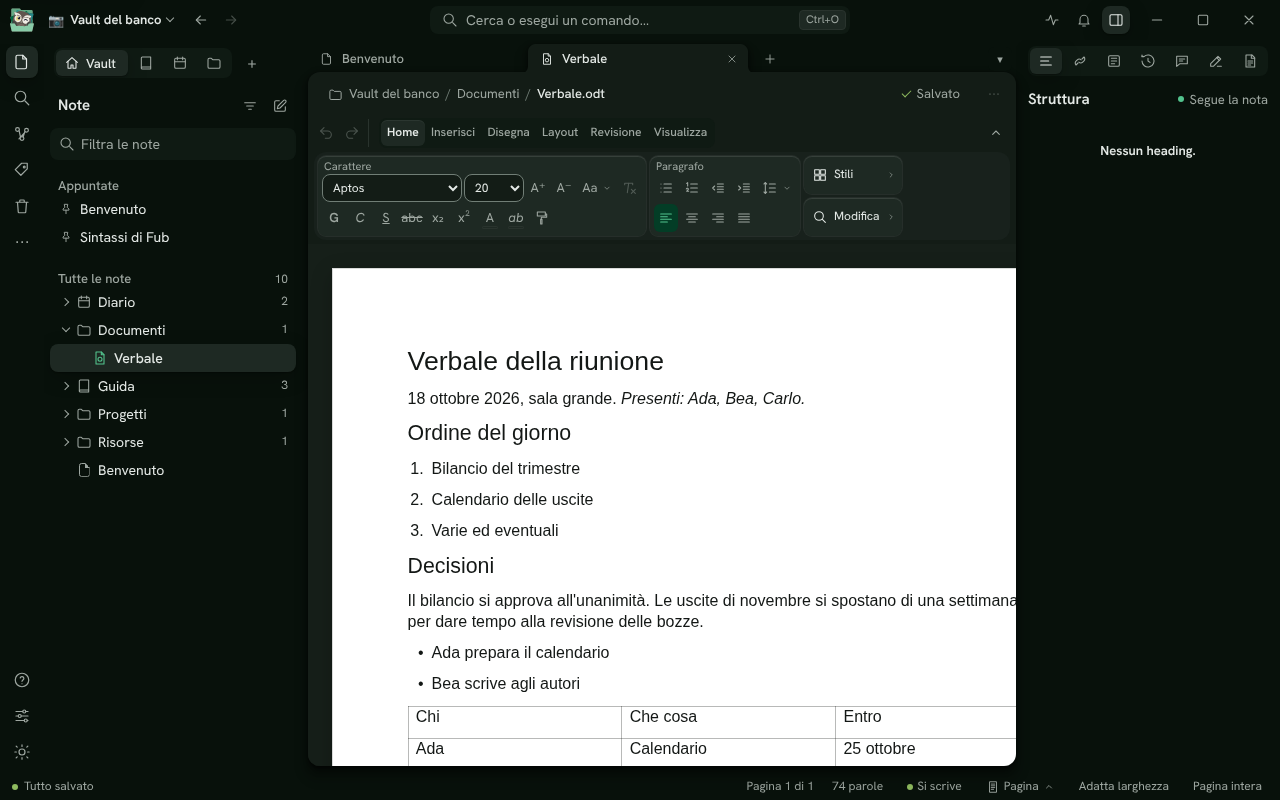 Vault del banco
Cerca o esegui un comando...
Ctrl+O
Vault
Benvenuto
Verbale
Note
Filtra le note
Appuntate
Benvenuto
Sintassi di Fub
Tutte le note 10
Diario 2
Documenti 1
Verbale
Guida 3
Progetti 1
Risorse 1
Benvenuto
Vault del banco / Documenti / Verbale.odt
Salvato
Home Inserisci Disegna Layout Revisione Visualizza
Carattere
Aptos 20 A+ A− Aa Tx
G C S abc x₂ x² A ab
Paragrafo
Stili
Modifica
Verbale della riunione
18 ottobre 2026, sala grande. Presenti: Ada, Bea, Carlo.
Ordine del giorno
1. Bilancio del trimestre
2. Calendario delle uscite
3. Varie ed eventuali
Decisioni
Il bilancio si approva all'unanimità. Le uscite di novembre si spostano di una settimana
per dare tempo alla revisione delle bozze.
• Ada prepara il calendario
• Bea scrive agli autori
Chi Che cosa Entro
Ada Calendario 25 ottobre
Struttura
Segue la nota
Nessun heading.
Tutto salvato
Pagina 1 di 1
74 parole
Si scrive
Pagina
Adatta larghezza
Pagina intera